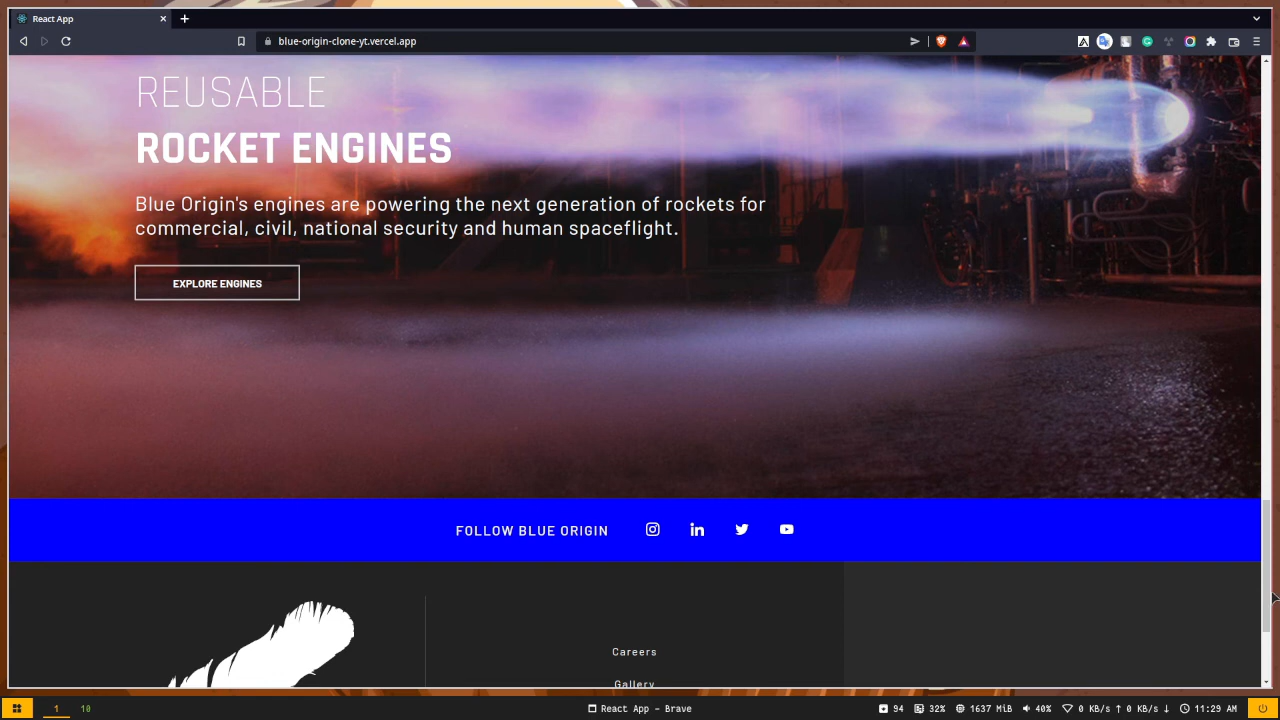 React App
blue-origin-clone-yt.vercel.app
REUSABLE
ROCKET ENGINES
Blue Origin's engines are powering the next generation of rockets for
commercial, civil, national security and human spaceflight.
EXPLORE ENGINES
FOLLOW BLUE ORIGIN
Careers
Gallery
1
10
React App - Brave
94
32%
1637 MiB
40%
0 KB/s ↑ 0 KB/s ↓
11:29 AM